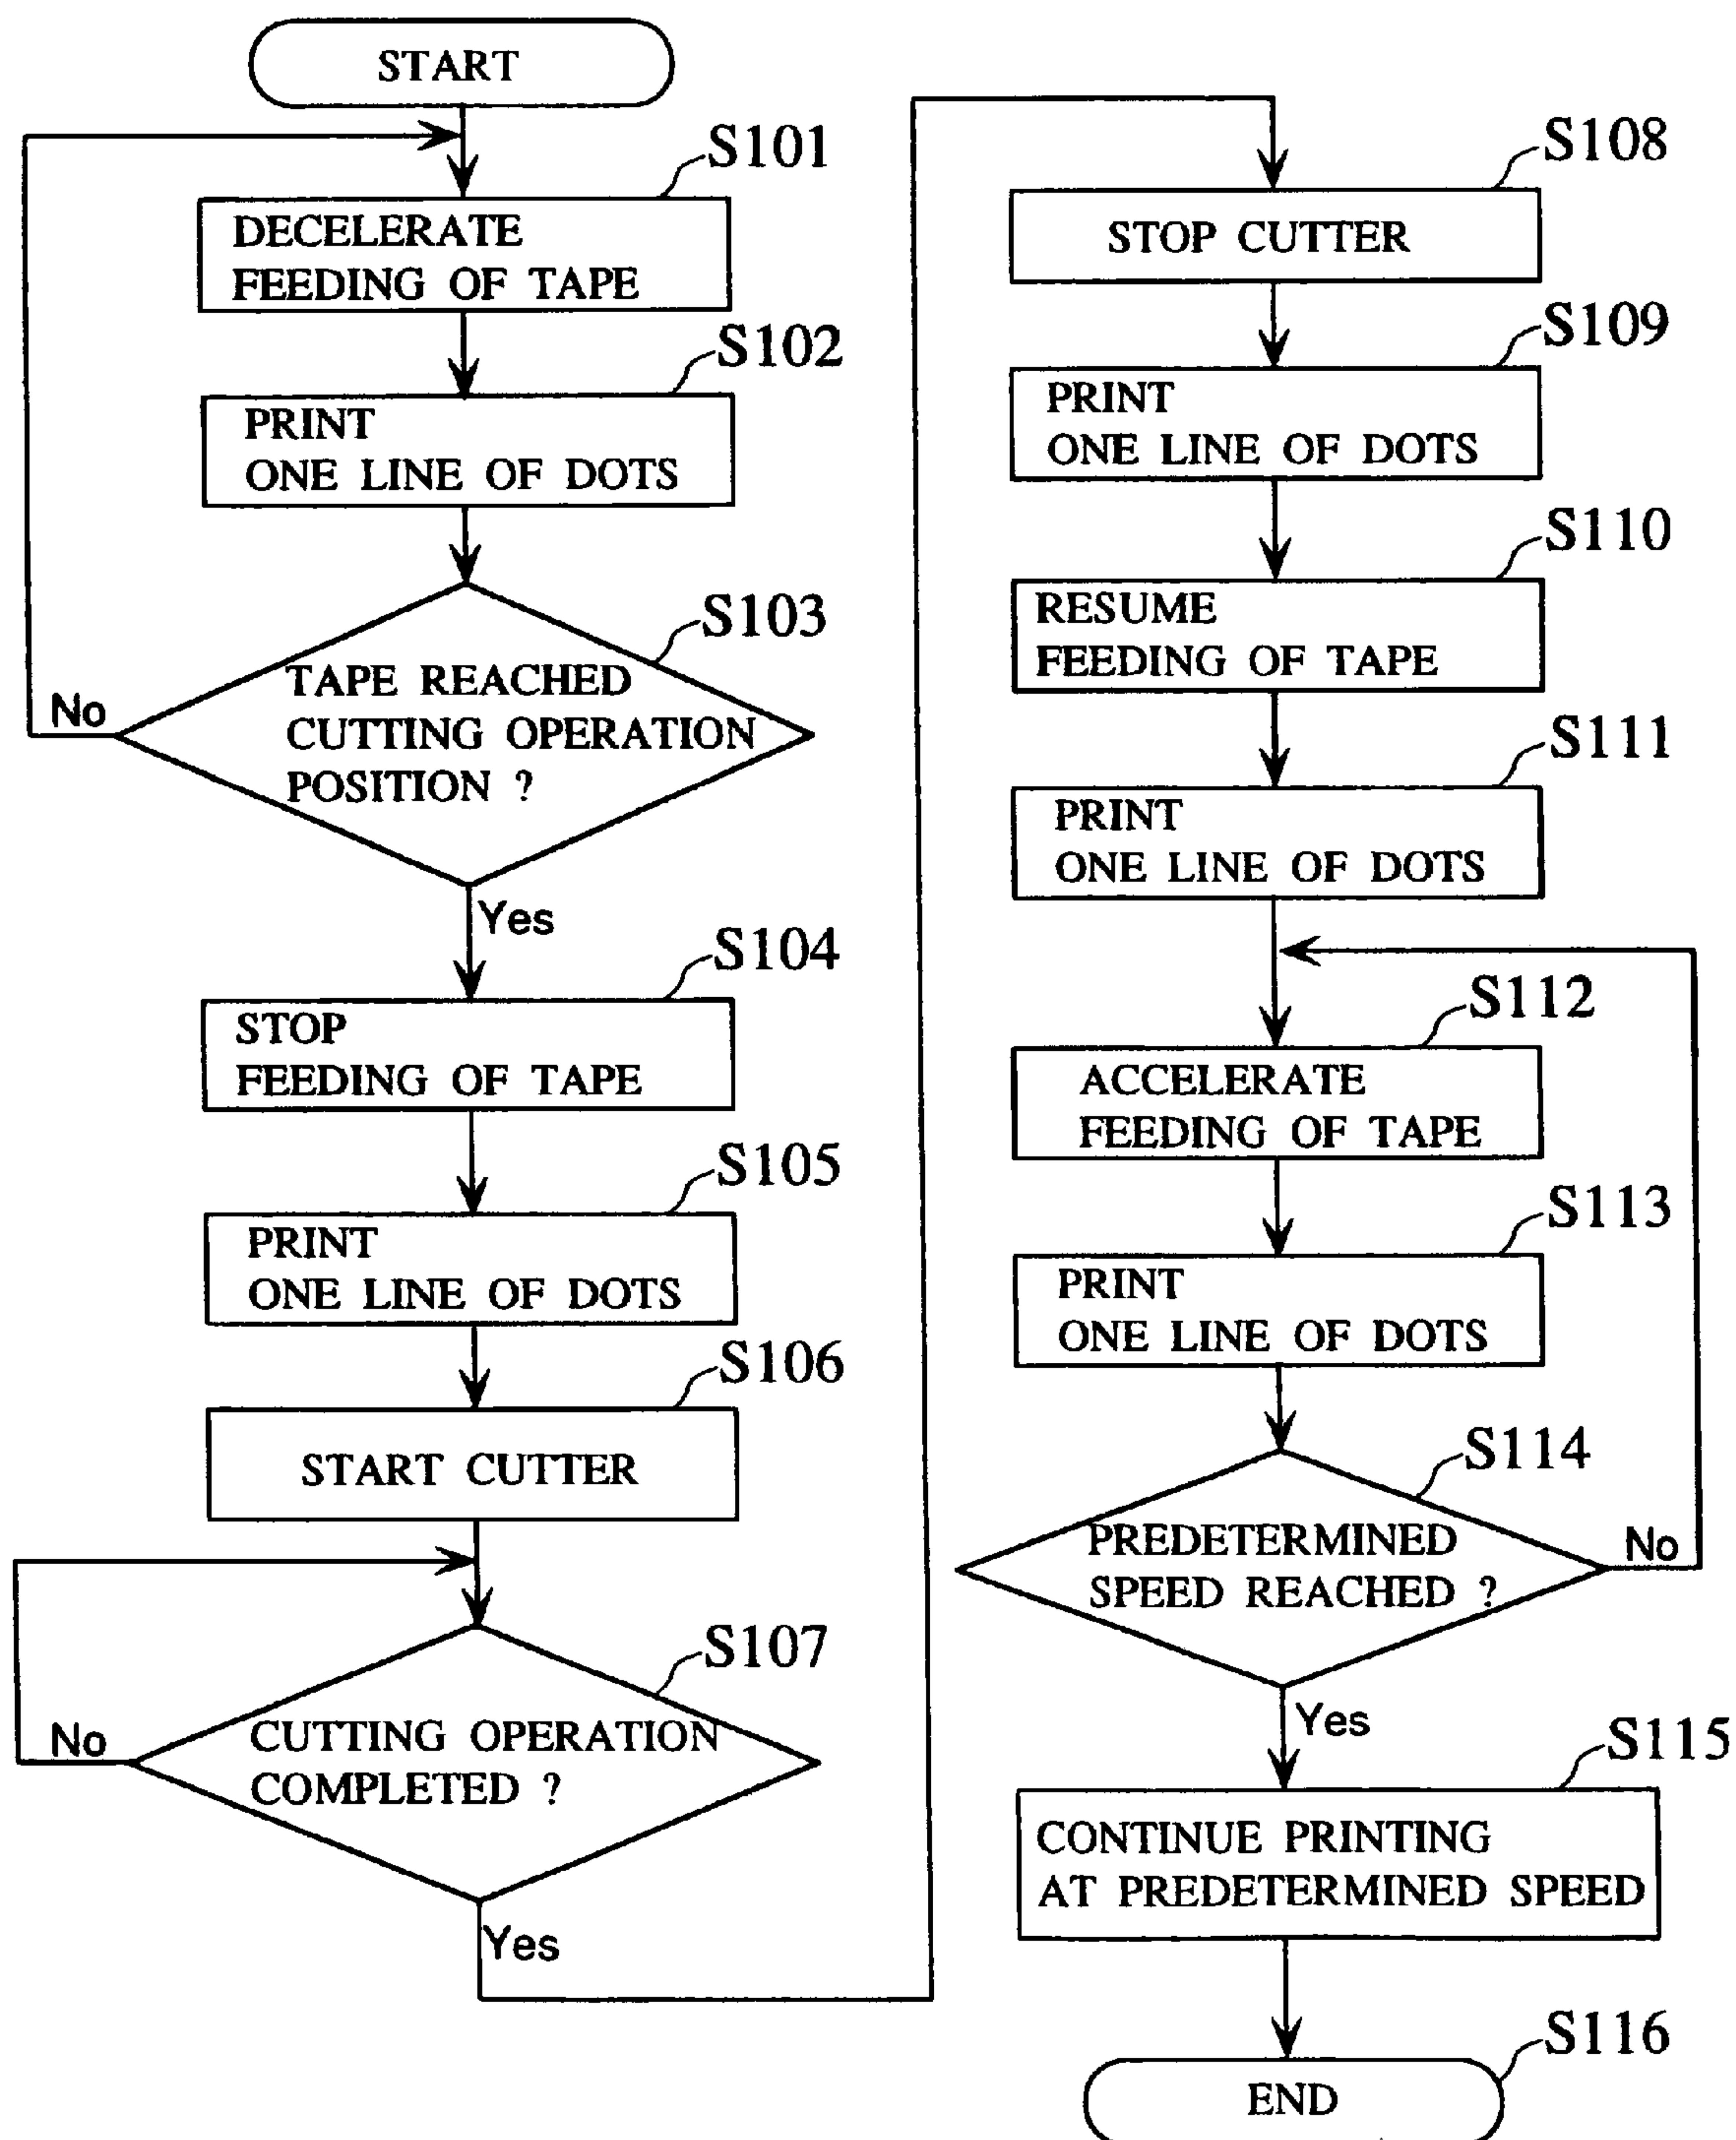 START
S101
DECELERATE
FEEDING OF TAPE
S102
PRINT
ONE LINE OF DOTS
S103
TAPE REACHED
CUTTING OPERATION
POSITION ?
No
Yes
S104
STOP
FEEDING OF TAPE
S105
PRINT
ONE LINE OF DOTS
S106
START CUTTER
S107
CUTTING OPERATION
COMPLETED ?
No
Yes
S108
STOP CUTTER
S109
PRINT
ONE LINE OF DOTS
S110
RESUME
FEEDING OF TAPE
S111
PRINT
ONE LINE OF DOTS
S112
ACCELERATE
FEEDING OF TAPE
S113
PRINT
ONE LINE OF DOTS
S114
PREDETERMINED
SPEED REACHED ?
No
Yes
S115
CONTINUE PRINTING
AT PREDETERMINED SPEED
S116
END